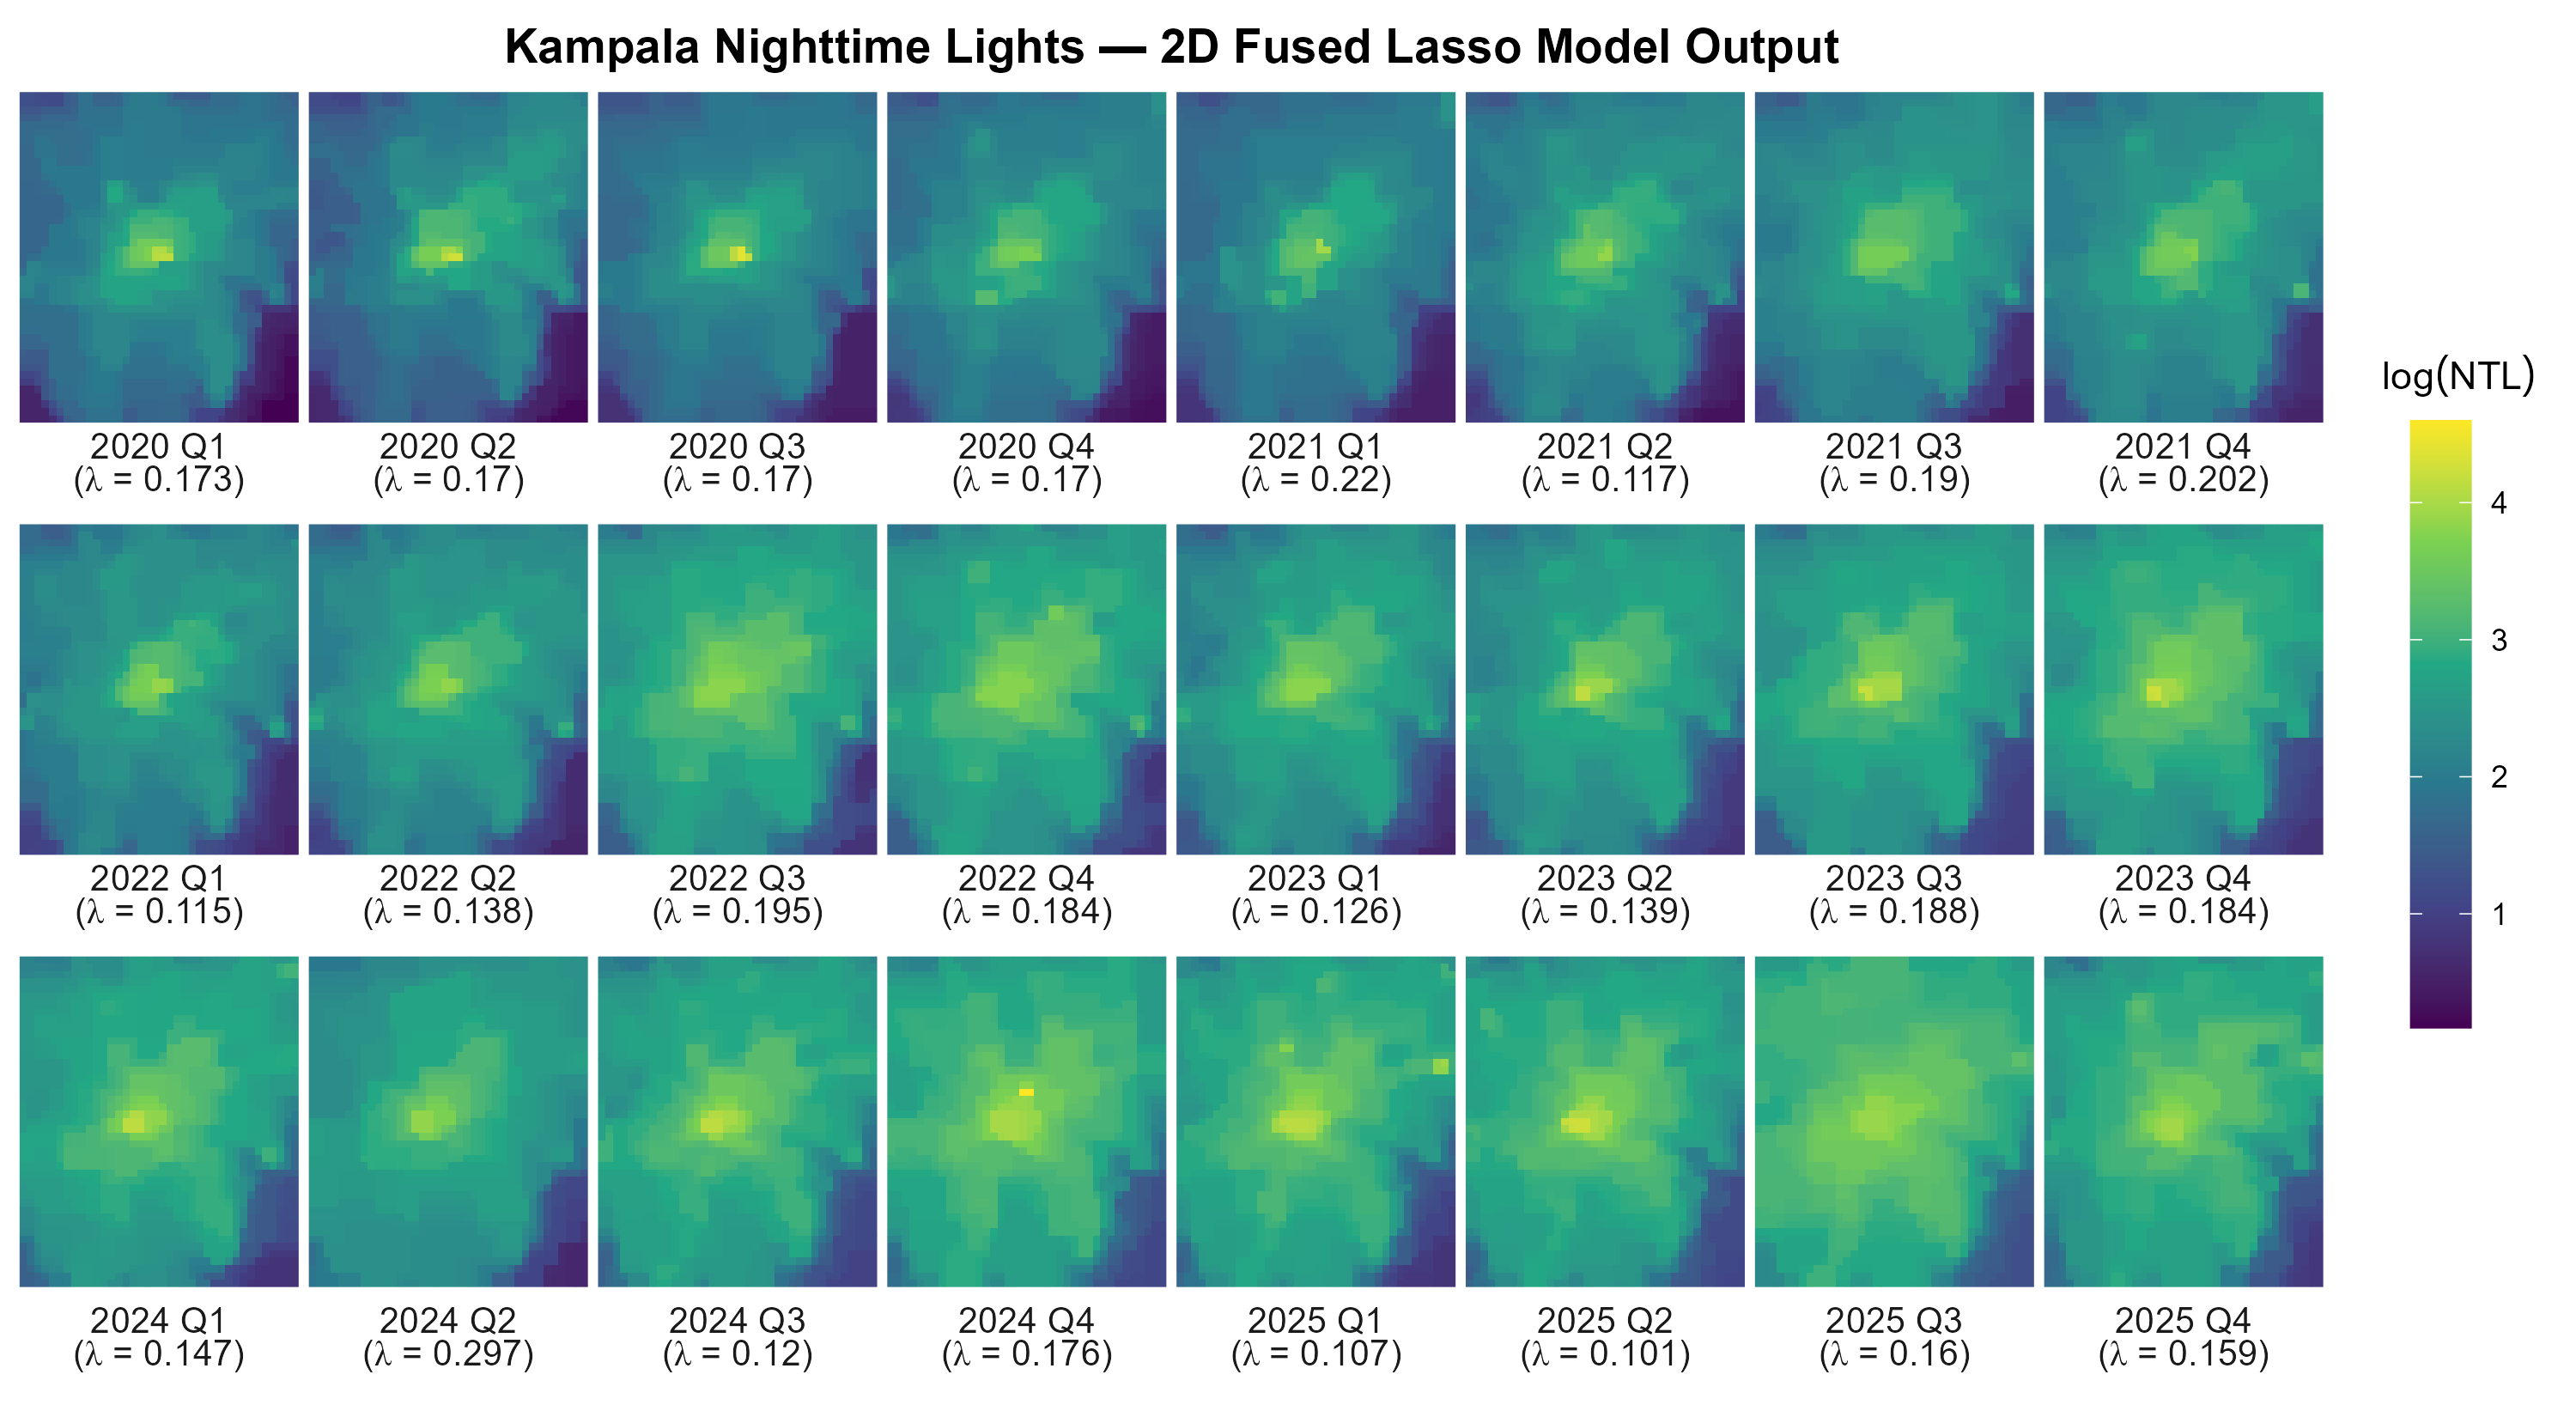 Kampala Nighttime Lights — 2D Fused Lasso Model Output
2020 Q1
(λ = 0.173)
2020 Q2
(λ = 0.17)
2020 Q3
(λ = 0.17)
2020 Q4
(λ = 0.17)
2021 Q1
(λ = 0.22)
2021 Q2
(λ = 0.117)
2021 Q3
(λ = 0.19)
2021 Q4
(λ = 0.202)
2022 Q1
(λ = 0.115)
2022 Q2
(λ = 0.138)
2022 Q3
(λ = 0.195)
2022 Q4
(λ = 0.184)
2023 Q1
(λ = 0.126)
2023 Q2
(λ = 0.139)
2023 Q3
(λ = 0.188)
2023 Q4
(λ = 0.184)
2024 Q1
(λ = 0.147)
2024 Q2
(λ = 0.297)
2024 Q3
(λ = 0.12)
2024 Q4
(λ = 0.176)
2025 Q1
(λ = 0.107)
2025 Q2
(λ = 0.101)
2025 Q3
(λ = 0.16)
2025 Q4
(λ = 0.159)
log(NTL)
4
3
2
1